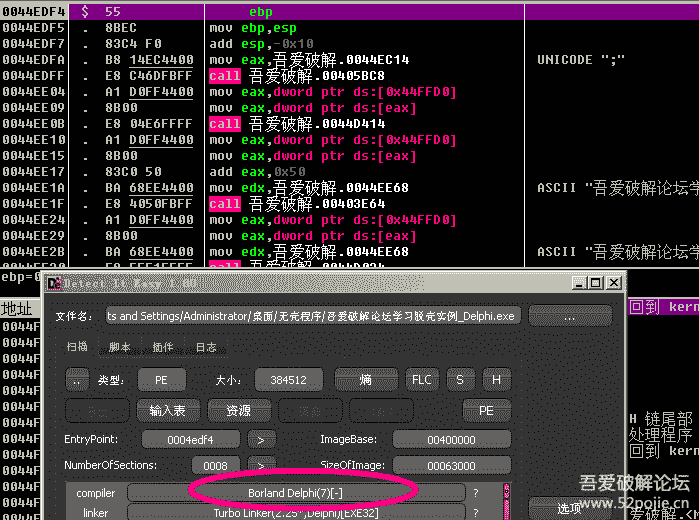 0044EDF4 $ 55 ebp
0044EDF5 . 8BEC mov ebp,esp
0044EDF7 . 83C4 F0 add esp,-0x10
0044EDFA . B8 14EC4400 mov eax,吾爱破解.0044EC14 UNICODE ";"
0044EDFF . E8 C46DFBFF call 吾爱破解.00405BC8
0044EE04 . A1 D0FF4400 mov eax,dword ptr ds:[0x44FFD0]
0044EE09 . 8B00 mov eax,dword ptr ds:[eax]
0044EE0B . E8 04E6FFFF call 吾爱破解.0044D414
0044EE10 . A1 D0FF4400 mov eax,dword ptr ds:[0x44FFD0]
0044EE15 . 8B00 mov eax,dword ptr ds:[eax]
0044EE17 . 83C0 50 add eax,0x50
0044EE1A . BA 68EE4400 mov edx,吾爱破解.0044EE68 ASCII "吾爱破解论坛学
0044EE1F . E8 4050FBFF call 吾爱破解.00403E64
0044EE24 . A1 D0FF4400 mov eax,dword ptr ds:[0x44FFD0]
0044EE29 . 8B00 mov eax,dword ptr ds:[eax]
0044EE2B . BA 68EE4400 mov edx,吾爱破解.0044EE68 ASCII "吾爱破解论坛学
ebp=0
Detect It Easy 1.00
地址
回到 kern
文件名: ts and Settings/Administrator/桌面/无壳程序/吾爱破解论坛学习脱壳实例_Delphi.exe ...
扫描 脚本 插件 日志
.. 类型: PE 大小: 384512 熵 FLC S H
输入表 资源 PE
EntryPoint: 0004edf4 > ImageBase: 00400000
NumberOfSections: 0008 > SizeOfImage: 00063000
compiler Borland Delphi(7)[-] ?
linker Turbo Linker(2.25*,Delphi)[EXE32] ?
选项
H 链尾部
处理程序
回到 kern
吾爱破解论坛
www.52pojie.cn